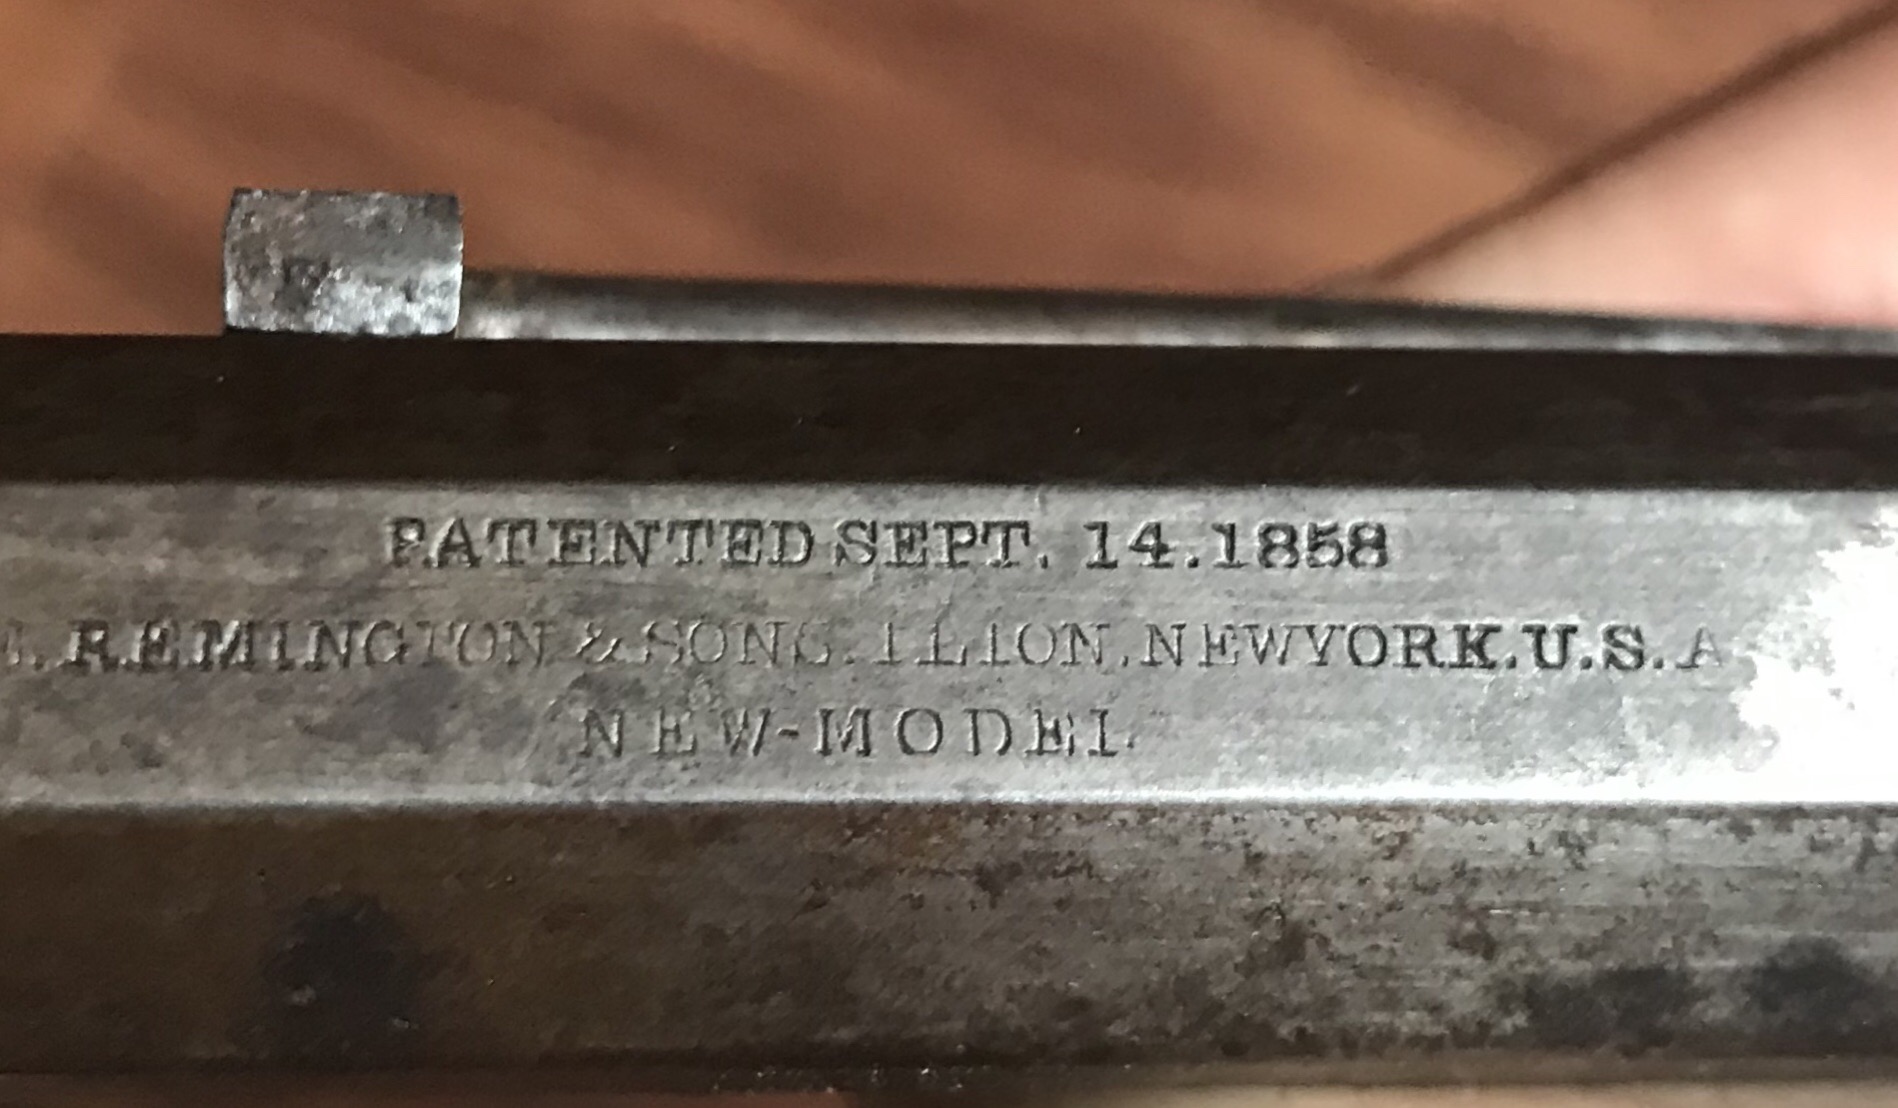 PATENTED SEPT. 14.1858
. REMINGTON & SONS. ILION, NEWYORK.U.S.A
NEW-MODEL.